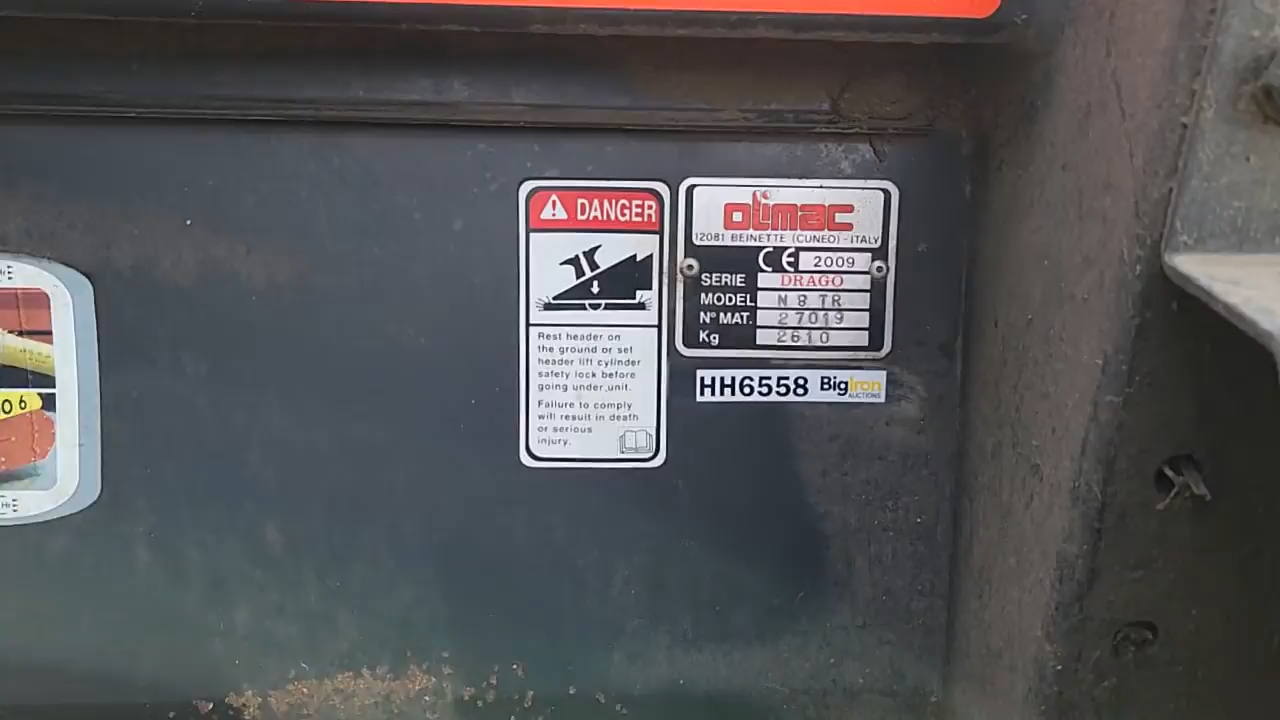 DANGER
Rest header on
the ground or set
header lift cylinder
safety lock before
going under unit.
Failure to comply
will result in death
or serious
injury.
olimac
12081 BEINETTE (CUNEO) - ITALY
CE 2009
SERIE DRAGO
MODEL N 8 TR
Nº MAT. 27019
Kg 2610
HH6558 BigIron
AUCTIONS
06